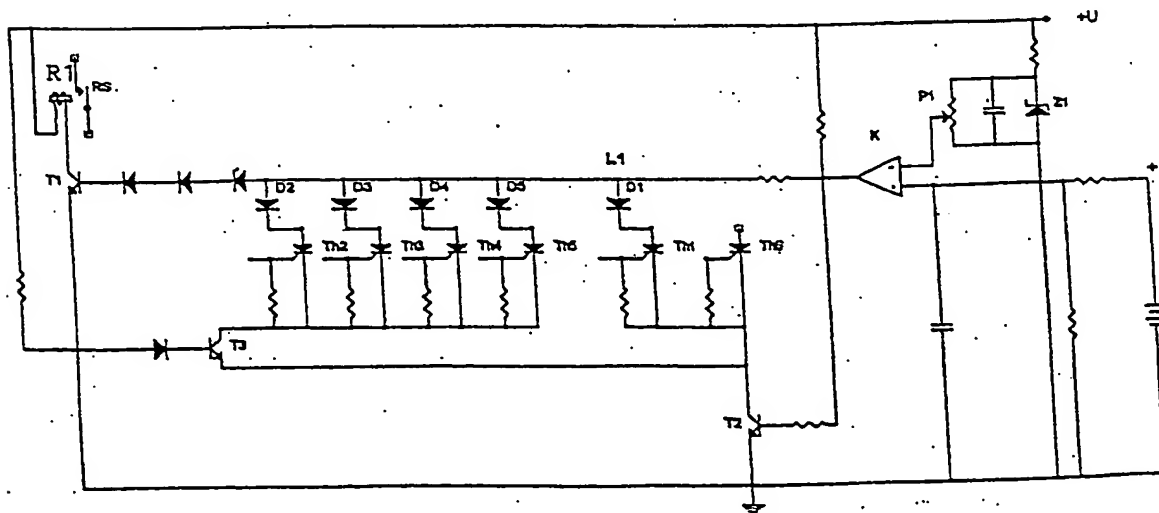 +U
R1
RS
P1
Z1
K
L1
+
T1
D2
D3
D4
D5
D1
Th2
Th3
Th4
Th5
Th1
Th6
T3
T2